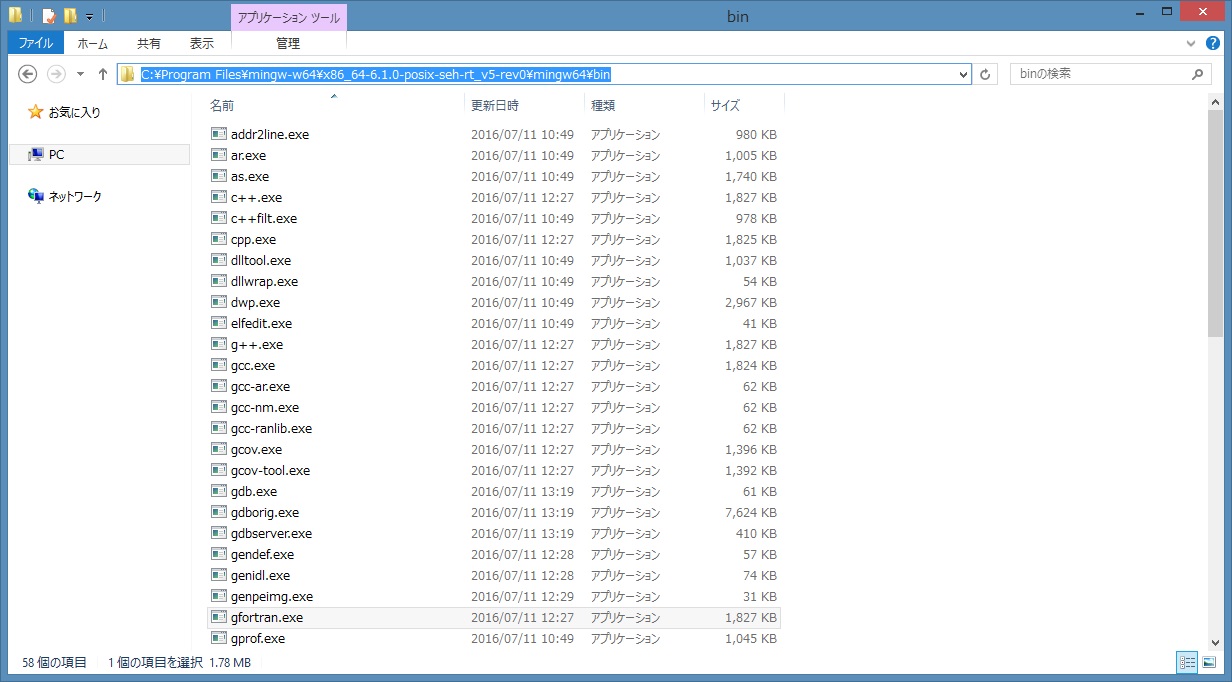 アプリケーション ツール
bin
ファイル ホーム 共有 表示 管理
C:¥Program Files¥mingw-w64¥x86_64-6.1.0-posix-seh-rt_v5-rev0¥mingw64¥bin binの検索
お気に入り
PC
ネットワーク
名前 更新日時 種類 サイズ
addr2line.exe 2016/07/11 10:49 アプリケーション 980 KB
ar.exe 2016/07/11 10:49 アプリケーション 1,005 KB
as.exe 2016/07/11 10:49 アプリケーション 1,740 KB
c++.exe 2016/07/11 12:27 アプリケーション 1,827 KB
c++filt.exe 2016/07/11 10:49 アプリケーション 978 KB
cpp.exe 2016/07/11 12:27 アプリケーション 1,825 KB
dlltool.exe 2016/07/11 10:49 アプリケーション 1,037 KB
dllwrap.exe 2016/07/11 10:49 アプリケーション 54 KB
dwp.exe 2016/07/11 10:49 アプリケーション 2,967 KB
elfedit.exe 2016/07/11 10:49 アプリケーション 41 KB
g++.exe 2016/07/11 12:27 アプリケーション 1,827 KB
gcc.exe 2016/07/11 12:27 アプリケーション 1,824 KB
gcc-ar.exe 2016/07/11 12:27 アプリケーション 62 KB
gcc-nm.exe 2016/07/11 12:27 アプリケーション 62 KB
gcc-ranlib.exe 2016/07/11 12:27 アプリケーション 62 KB
gcov.exe 2016/07/11 12:27 アプリケーション 1,396 KB
gcov-tool.exe 2016/07/11 12:27 アプリケーション 1,392 KB
gdb.exe 2016/07/11 13:19 アプリケーション 61 KB
gdborig.exe 2016/07/11 13:19 アプリケーション 7,624 KB
gdbserver.exe 2016/07/11 13:19 アプリケーション 410 KB
gendef.exe 2016/07/11 12:28 アプリケーション 57 KB
genidl.exe 2016/07/11 12:28 アプリケーション 74 KB
genpeimg.exe 2016/07/11 12:29 アプリケーション 31 KB
gfortran.exe 2016/07/11 12:27 アプリケーション 1,827 KB
gprof.exe 2016/07/11 10:49 アプリケーション 1,045 KB
58 個の項目 1 個の項目を選択 1.78 MB